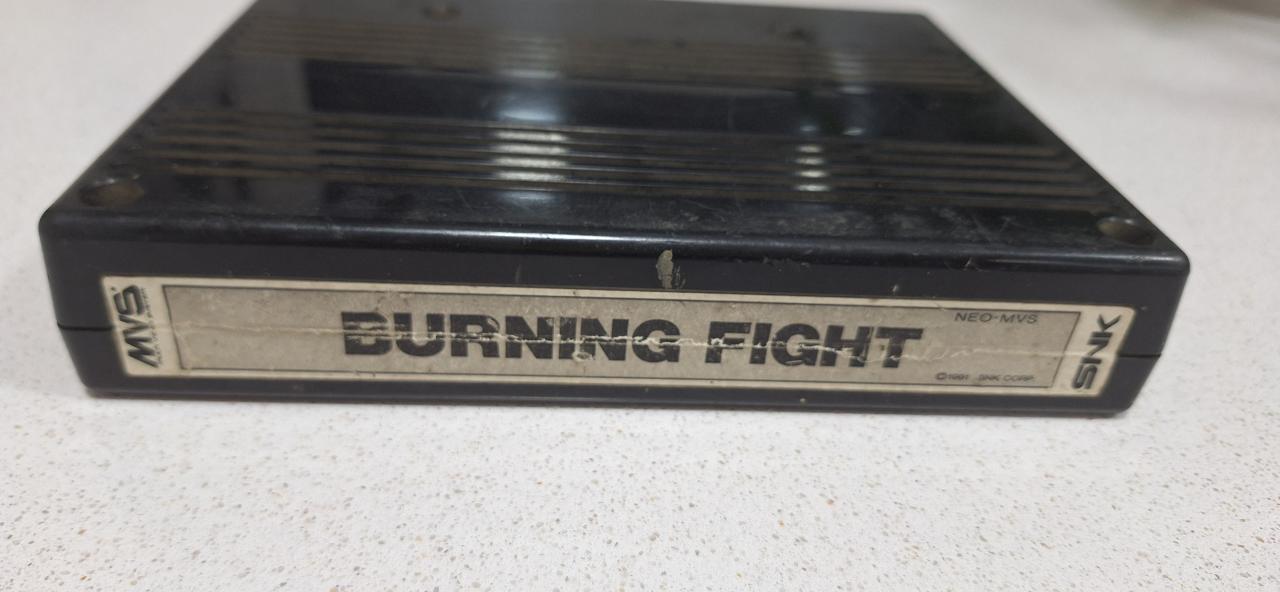 MVS
BURNING FIGHT
NEO-MVS
©1991 SNK CORP.
SNK